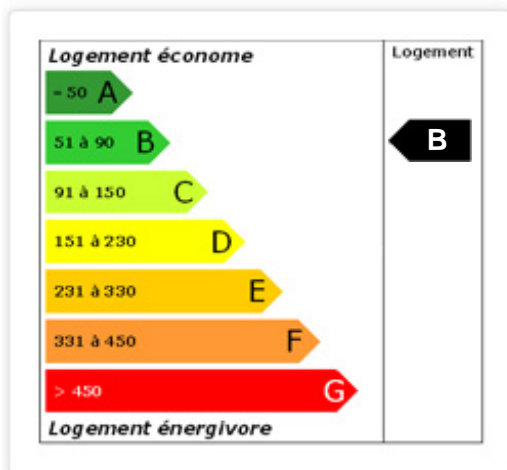 Logement économe
Logement
= 50 A
51 à 90 B
B
91 à 150 C
151 à 230 D
231 à 330 E
331 à 450 F
> 450 G
Logement énergivore